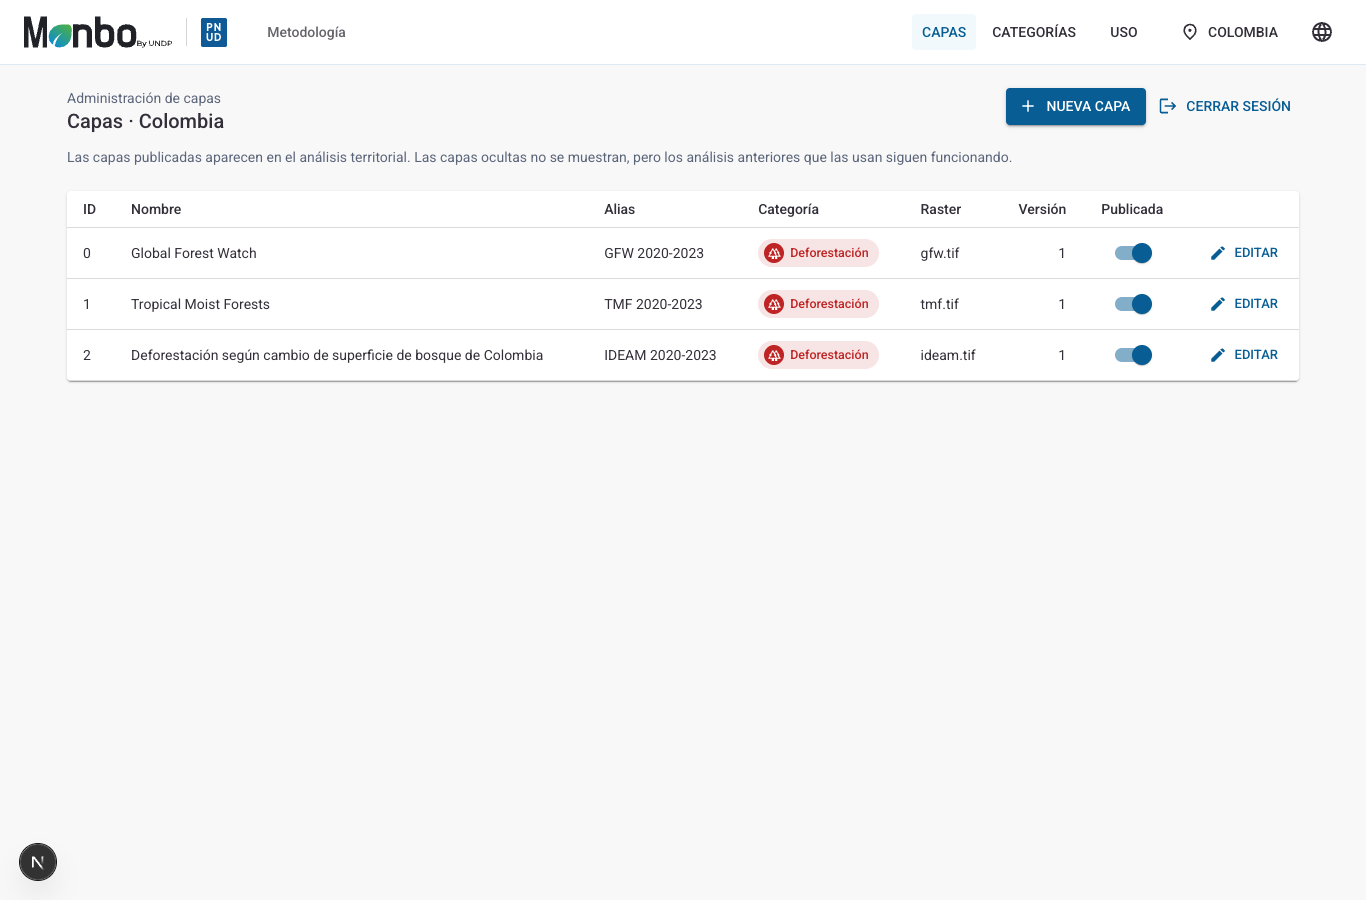 Monbo By UNDP
PN
UD
Metodología
CAPAS
CATEGORÍAS
USO
COLOMBIA
Administración de capas
Capas · Colombia
NUEVA CAPA
CERRAR SESIÓN
Las capas publicadas aparecen en el análisis territorial. Las capas ocultas no se muestran, pero los análisis anteriores que las usan siguen funcionando.
ID Nombre Alias Categoría Raster Versión Publicada
0 Global Forest Watch GFW 2020-2023 Deforestación gfw.tif 1 EDITAR
1 Tropical Moist Forests TMF 2020-2023 Deforestación tmf.tif 1 EDITAR
2 Deforestación según cambio de superficie de bosque de Colombia IDEAM 2020-2023 Deforestación ideam.tif 1 EDITAR
N